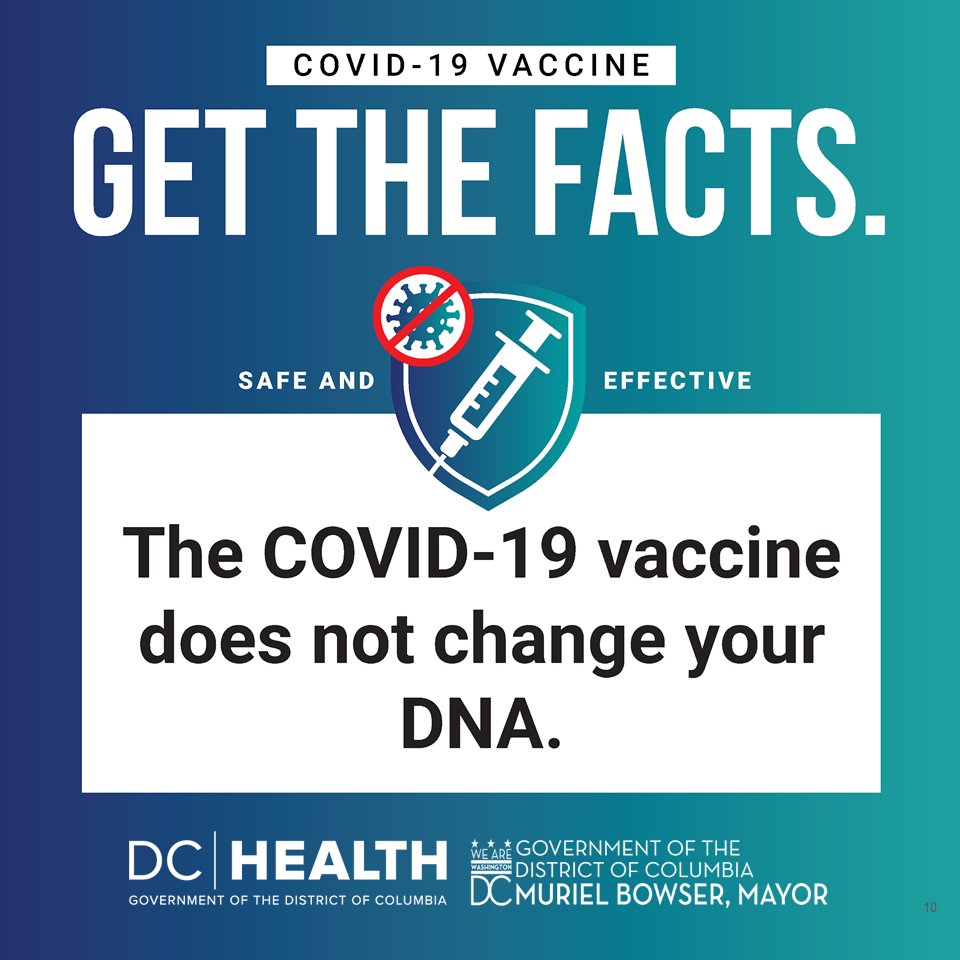 COVID-19 VACCINE
GET THE FACTS.
SAFE AND EFFECTIVE
The COVID-19 vaccine
does not change your
DNA.
DC HEALTH
GOVERNMENT OF THE DISTRICT OF COLUMBIA
WE ARE
WASHINGTON
DC
GOVERNMENT OF THE
DISTRICT OF COLUMBIA
MURIEL BOWSER, MAYOR
10